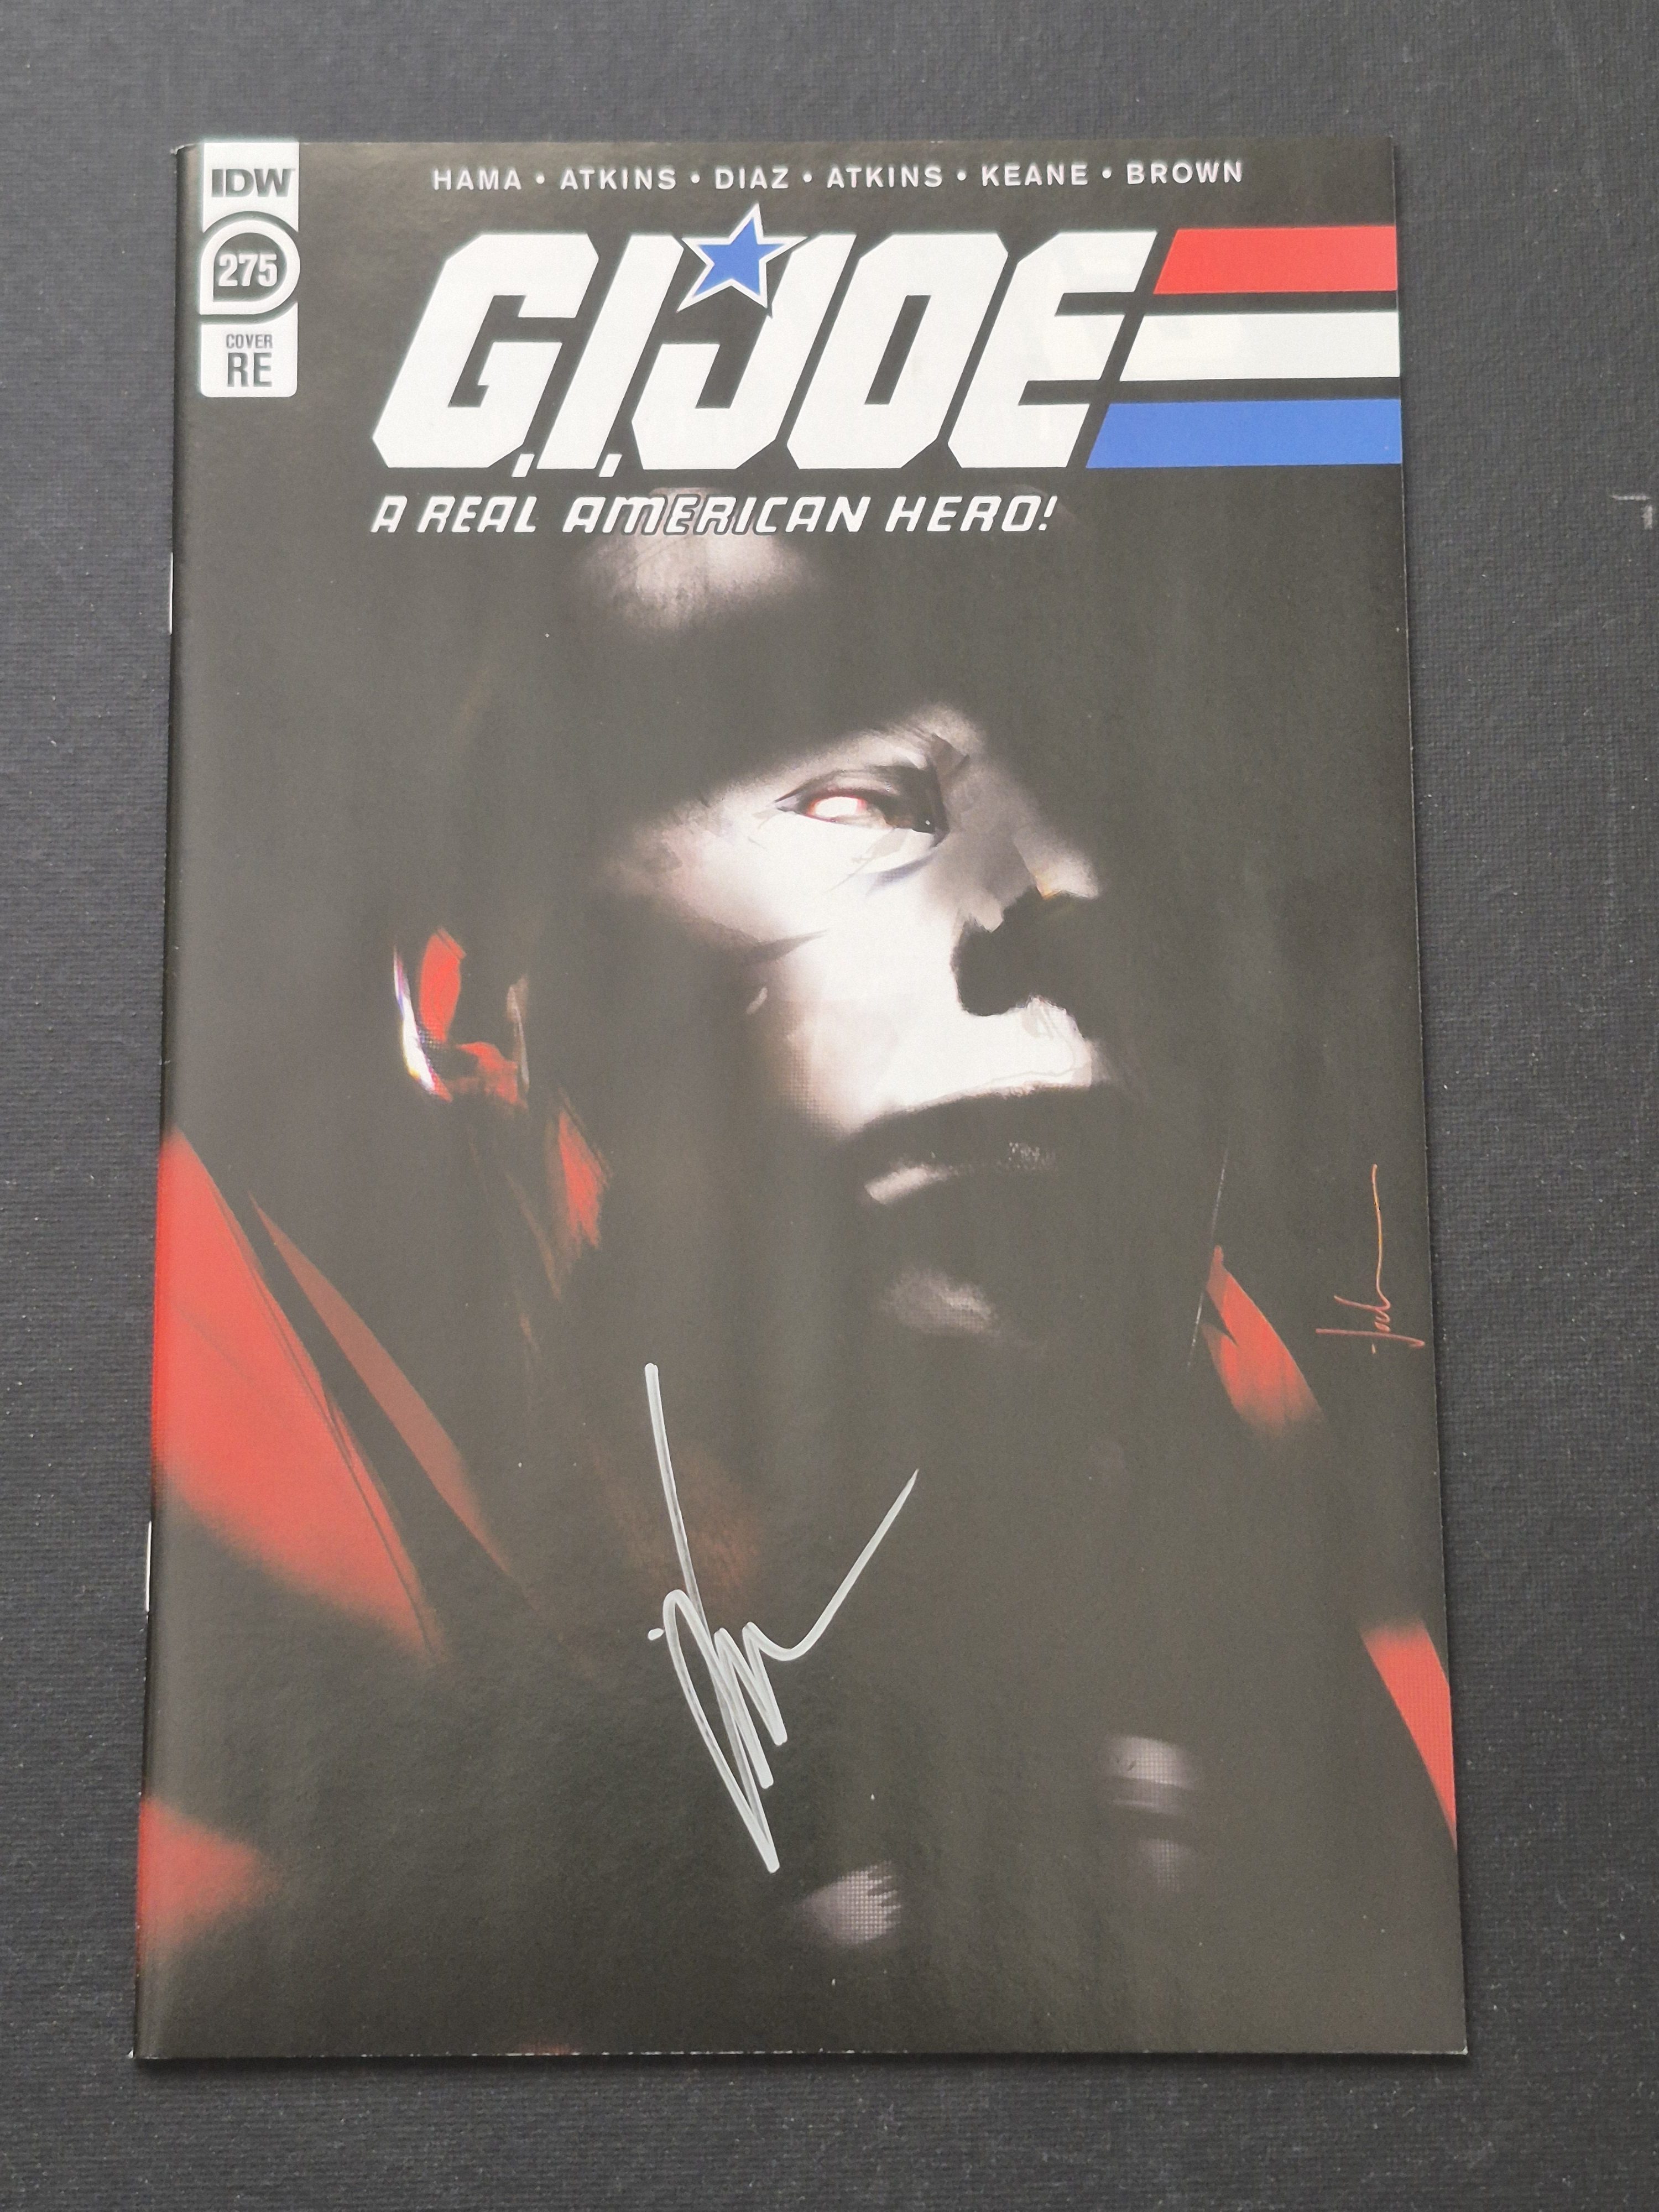 HAMA • ATKINS • DIAZ • ATKINS • KEANE • BROWN
IDW
275
COVER
RE
G.I. JOE
A REAL AMERICAN HERO!